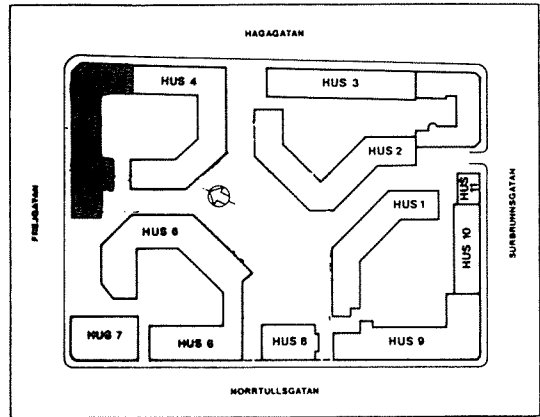 HAGAGATAN
HUS 4
HUS 3
HUS 2
HUS 11
HUS 1
FREJGATAN
SURBRUNNSGATAN
HUS 6
HUS 10
HUS 7
HUS 6
HUS 8
HUS 9
NORRTULLSGATAN